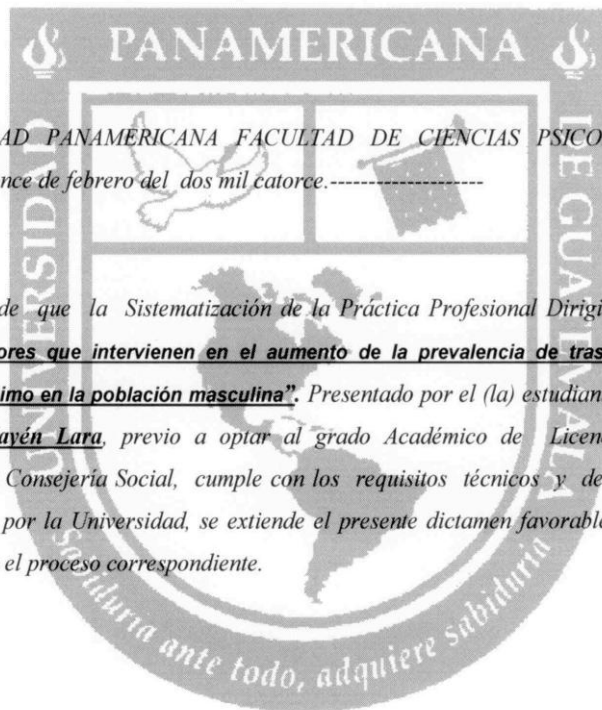 PANAMERICANA
UNIVERSIDAD
DE GUATEMALA
AD PANAMERICANA FACULTAD DE CIENCIAS PSICO
nce de febrero del dos mil catorce.--------------------
de que la Sistematización de la Práctica Profesional Dirigi
ores que intervienen en el aumento de la prevalencia de tras
imo en la población masculina". Presentado por el (la) estudian
ayén Lara, previo a optar al grado Académico de Licen
Consejería Social, cumple con los requisitos técnicos y de
por la Universidad, se extiende el presente dictamen favorable
el proceso correspondiente.
Sabiduría ante todo, adquiere sabiduría